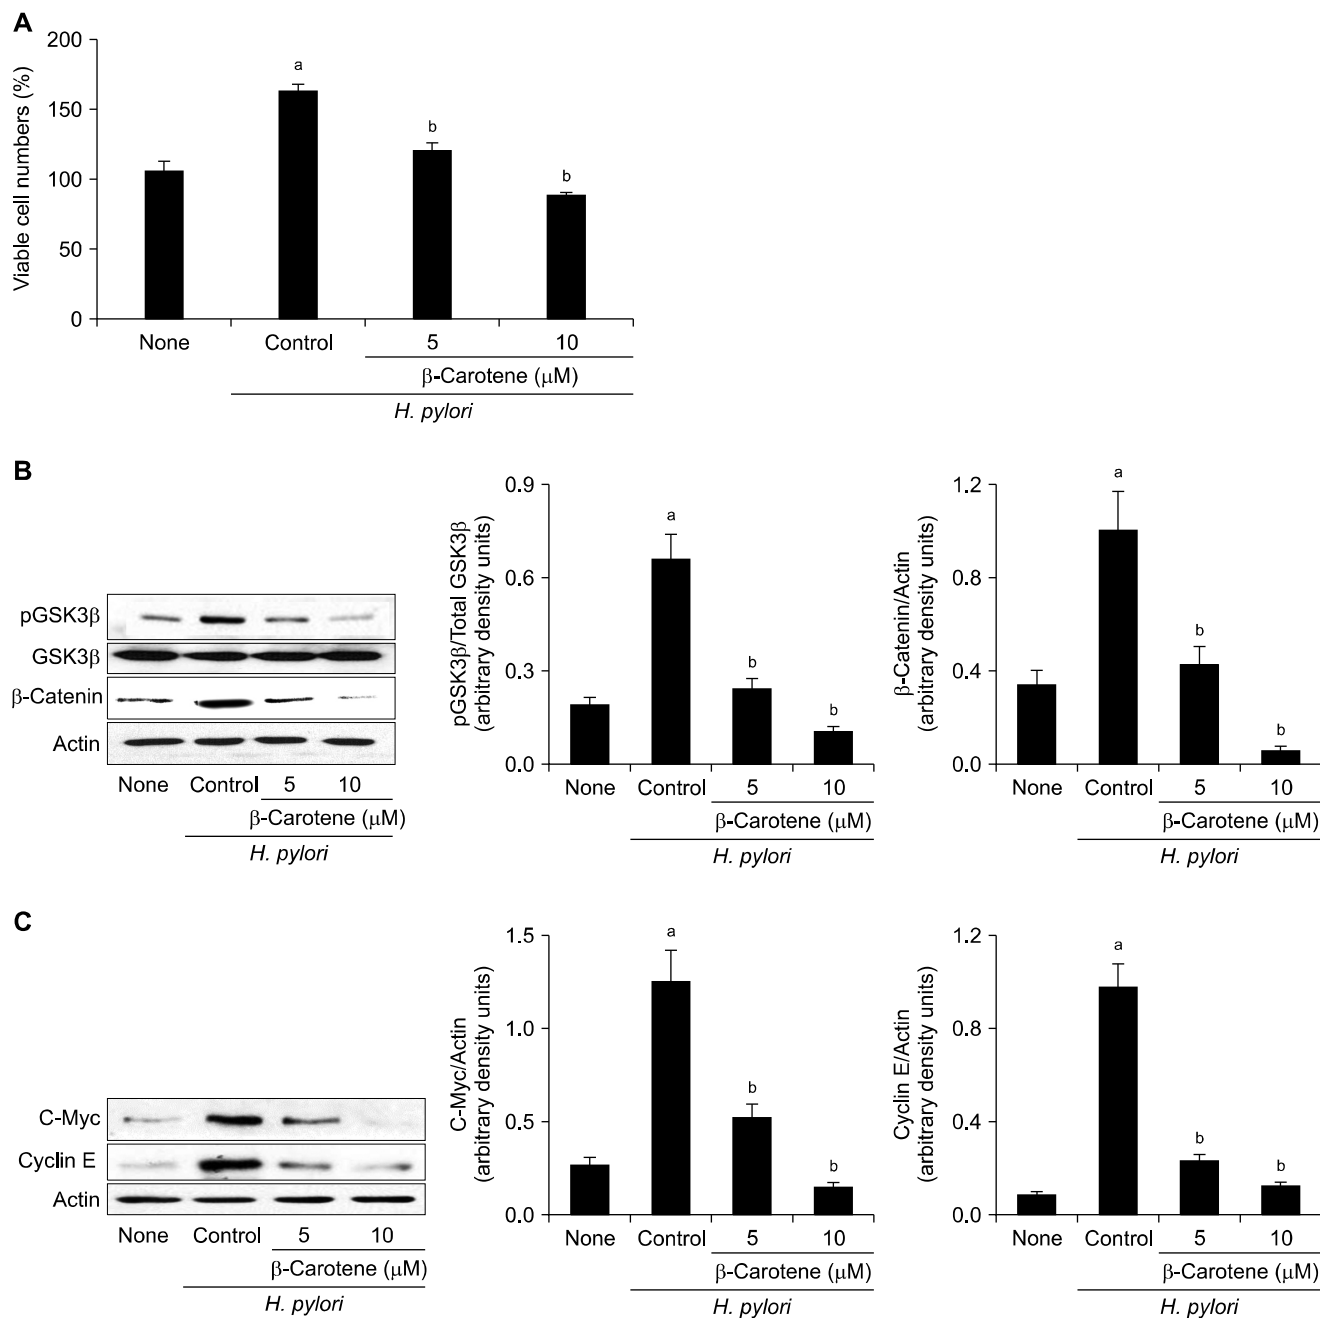 A
200
150
100
50
0
Viable cell numbers (%)
a
b
b
None Control 5 10
β-Carotene (μM)
H. pylori
B
pGSK3β
GSK3β
β-Catenin
Actin
None Control 5 10
β-Carotene (μM)
H. pylori
pGSK3β/Total GSK3β
(arbitrary density units)
0.9
0.6
0.3
0.0
a
b
b
None Control 5 10
β-Carotene (μM)
H. pylori
β-Catenin/Actin
(arbitrary density units)
1.2
0.8
0.4
0.0
a
b
b
None Control 5 10
β-Carotene (μM)
H. pylori
C
C-Myc
Cyclin E
Actin
None Control 5 10
β-Carotene (μM)
H. pylori
C-Myc/Actin
(arbitrary density units)
1.5
1.0
0.5
0.0
a
b
b
None Control 5 10
β-Carotene (μM)
H. pylori
Cyclin E/Actin
(arbitrary density units)
1.2
0.8
0.4
0.0
a
b
b
None Control 5 10
β-Carotene (μM)
H. pylori